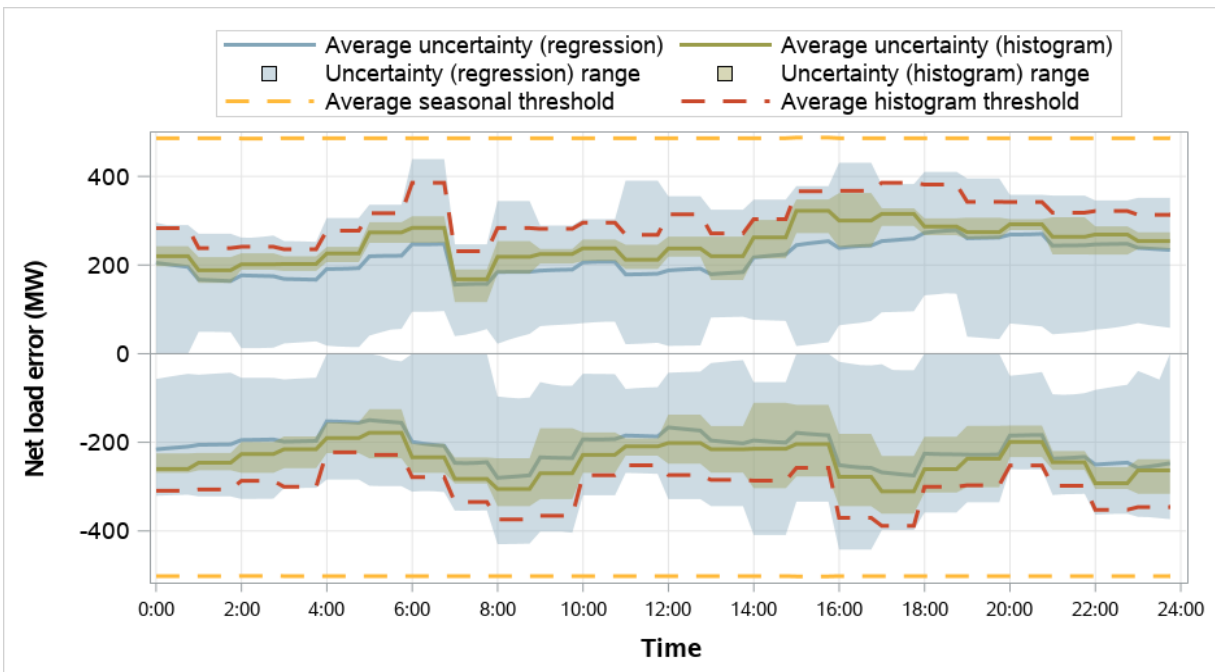 Average uncertainty (regression) Average uncertainty (histogram)
Uncertainty (regression) range Uncertainty (histogram) range
Average seasonal threshold Average histogram threshold
Net load error (MW)
400
200
0
-200
-400
0:00 2:00 4:00 6:00 8:00 10:00 12:00 14:00 16:00 18:00 20:00 22:00 24:00
Time